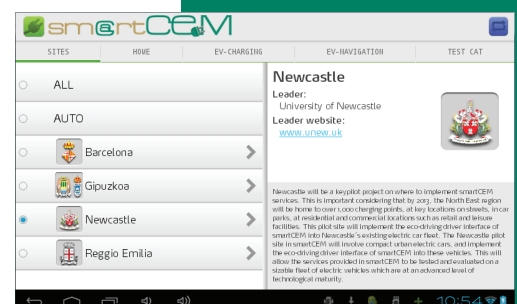 sm@rtCEM
SITES HOME EV-CHARGING EV-NAVIGATION TEST CAT
ALL
AUTO
Barcelona
Gipuzkoa
Newcastle
Reggio Emilia
Newcastle
Leader:
University of Newcastle
Leader website:
www.unew.uk
Newcastle will be a keypilot project on where to implement smartCEM
services. This is important considering that by 2013, the North East region
will be home to over 1,000 charging points, at key locations on streets, in car
parks, at residential and commercial locations such as retail and leisure
facilities. This pilot site will implement the eco-driving driver interface of
smartCEM into Newcastle's existing electric car fleet. The Newcastle pilot
site in smartCEM will involve compact urban electric cars, and implement
the eco-driving driver interface of smartCEM into these vehicles. This will
allow the services provided in smartCEM to be tested and evaluated on a
sizable fleet of electric vehicles which are at an advanced level of
technological maturity.
10:54